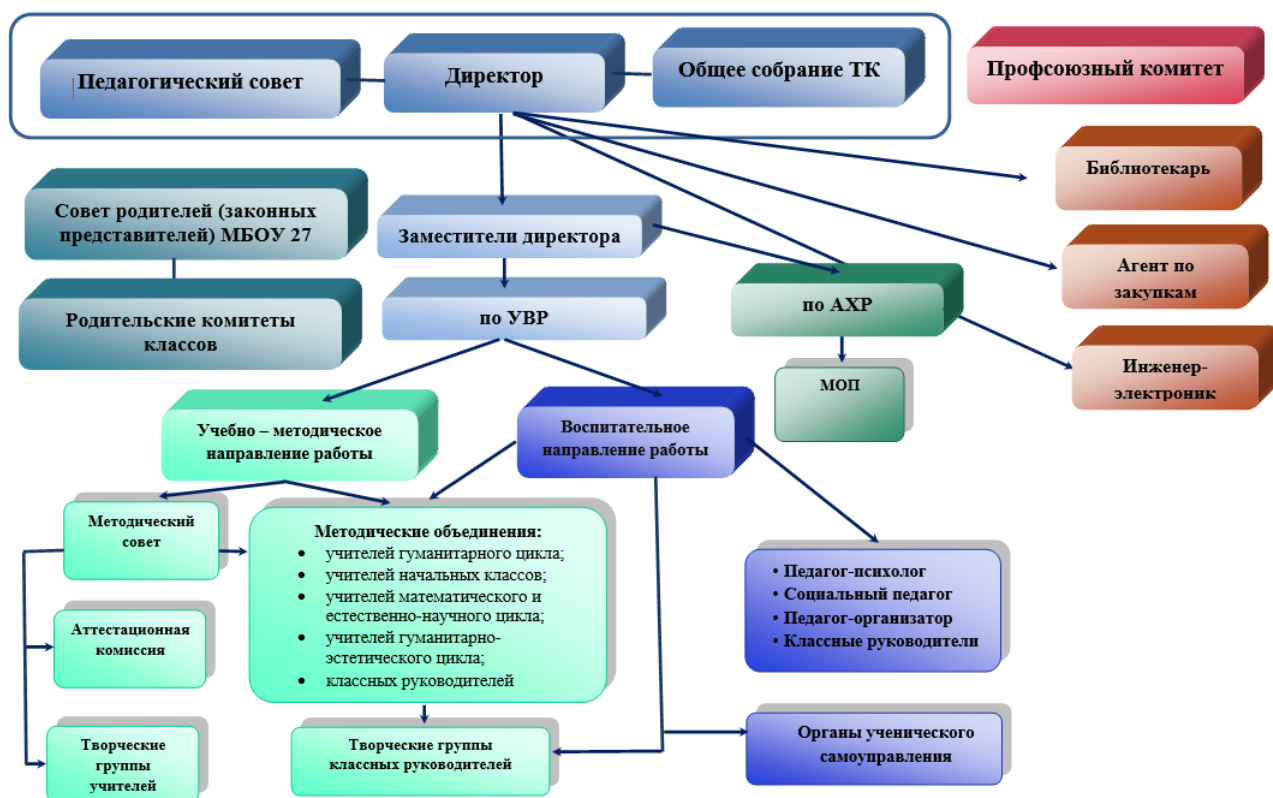 Педагогический совет
Директор
Общее собрание ТК
Профсоюзный комитет
Библиотекарь
Совет родителей (законных
представителей) МБОУ 27
Заместители директора
Агент по
закупкам
Родительские комитеты
классов
по УВР
по АХР
Инженер-
электроник
МОП
Учебно – методическое
направление работы
Воспитательное
направление работы
Методический
совет
Методические объединения:
• учителей гуманитарного цикла;
• учителей начальных классов;
• учителей математического и
естественно-научного цикла;
• учителей гуманитарно-
эстетического цикла;
• классных руководителей
• Педагог-психолог
• Социальный педагог
• Педагог-организатор
• Классные руководители
Аттестационная
комиссия
Творческие
группы
учителей
Творческие группы
классных руководителей
Органы ученического
самоуправления